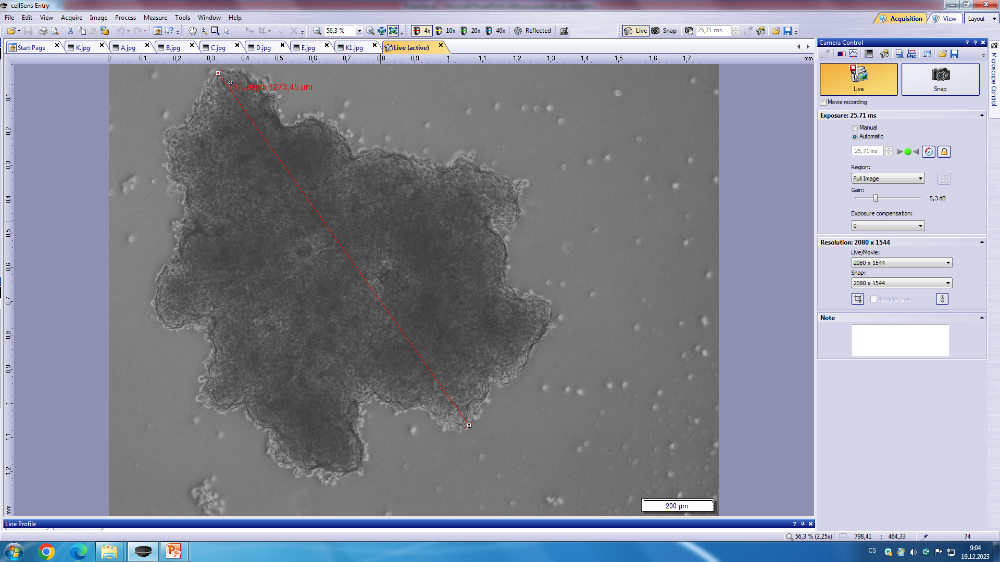 cellSens Entry
File Edit View Acquire Image Process Measure Tools Window Help
Acquisition View Layout
56,3 % 4x 10x 20x 40x Reflected Live Snap 25,71 ms
Start Page K.jpg A.jpg B.jpg C.jpg D.jpg E.jpg K1.jpg Live (active)
0 0,1 0,2 0,3 0,4 0,5 0,6 0,7 0,8 0,9 1 1,1 1,2 1,3 1,4 1,5 1,6 1,7 mm
0,1
0,2
0,3
0,4
0,5
0,6
0,7
0,8
0,9
1
1,1
1,2
mm
(1) Length 1273,45 µm
200 µm
Camera Control
Max
Live Snap
Movie recording
Exposure: 25,71 ms
Manual
Automatic
25,71 ms
Region:
Full Image
Gain:
5,3 dB
Exposure compensation:
0
Resolution: 2080 x 1544
Live/Movie:
2080 x 1544
Snap:
2080 x 1544
Apply to Live
Note
Microscope Control
Line Profile
56,3 % (2,25x) 798,41 ; 464,33 74
CS
9:04
19.12.2023